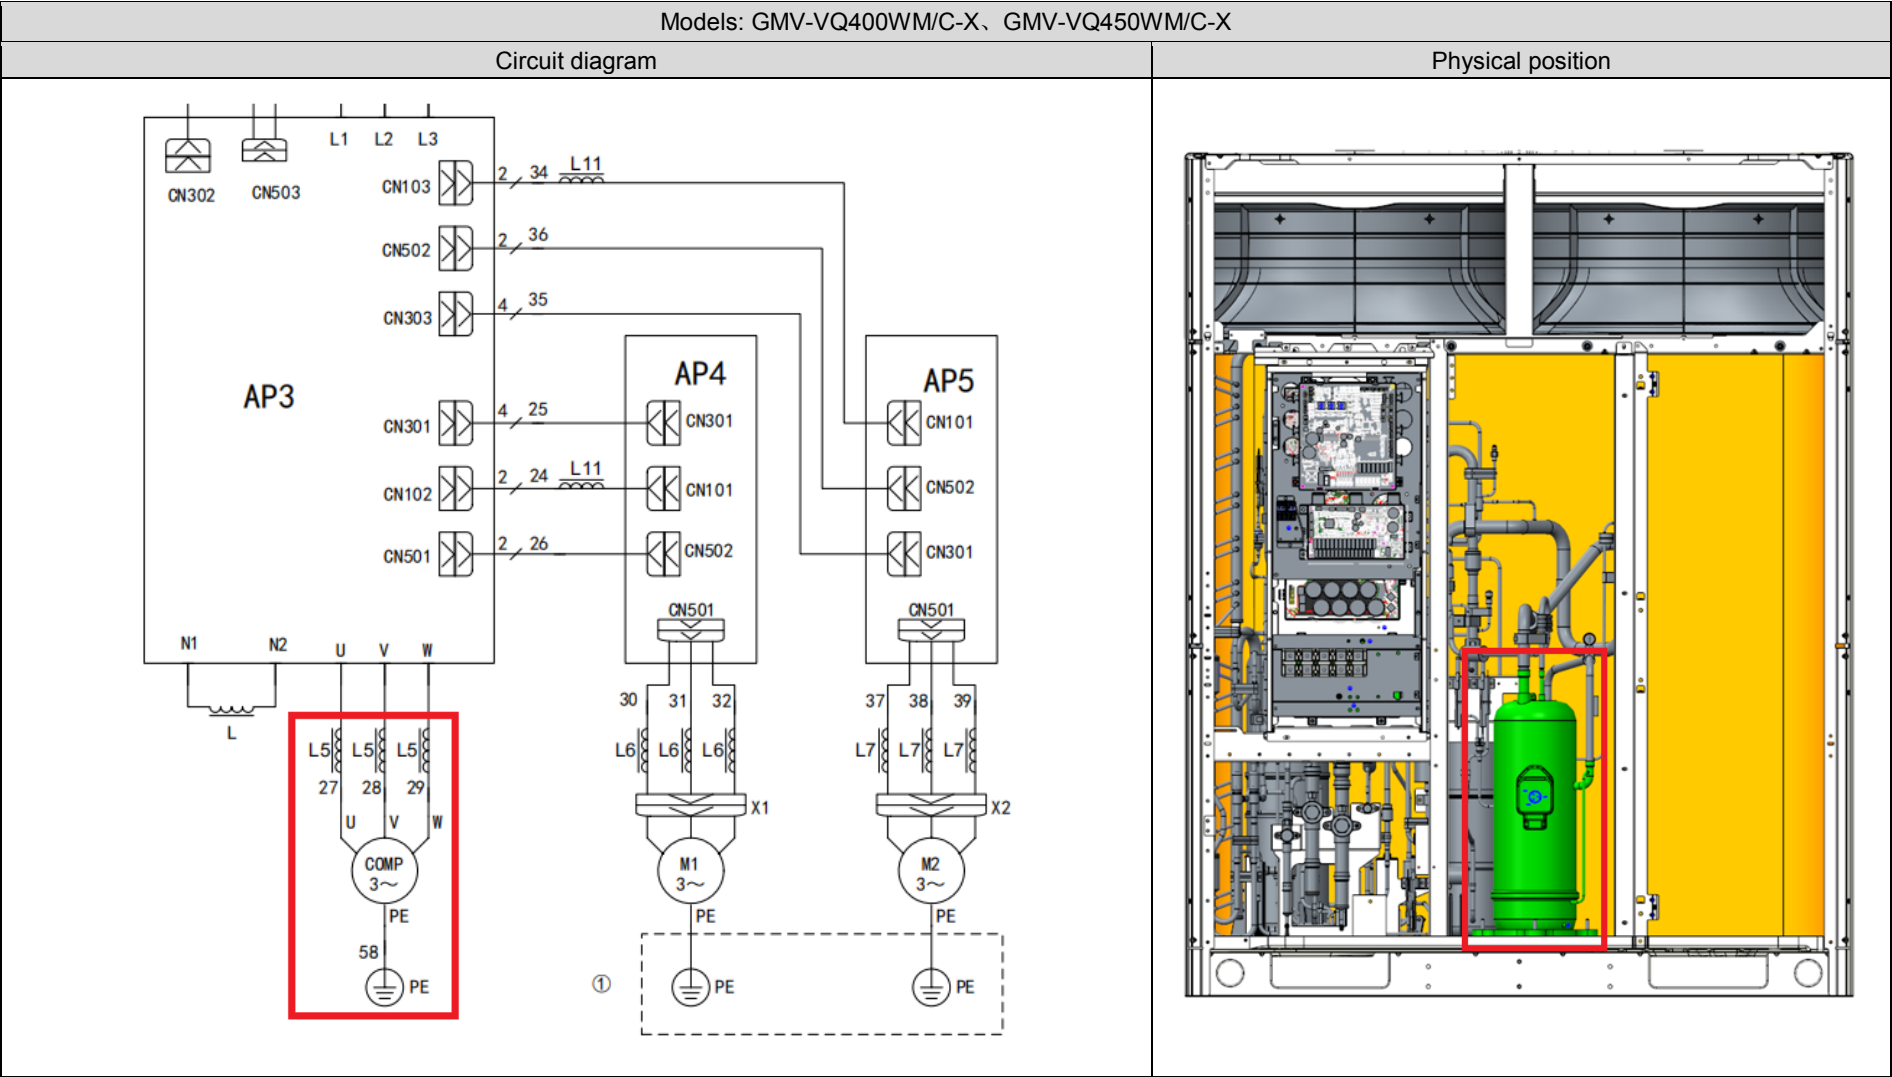 Models: GMV-VQ400WM/C-X、GMV-VQ450WM/C-X
Circuit diagram
Physical position
L1 L2 L3
CN302
CN503
CN103
2 34 L11
CN502
2 36
CN303
4 35
AP3
AP4
AP5
CN301
4 25
CN301
CN101
CN102
2 24 L11
CN101
CN502
CN501
2 26
CN502
CN301
CN501
CN501
N1 N2 U V W
L
30 31 32
37 38 39
L5 L5 L5
L6 L6 L6
L7 L7 L7
27 28 29
X1
X2
U V W
COMP
3～
M1
3～
M2
3～
PE
PE
PE
58
PE
①
PE
PE